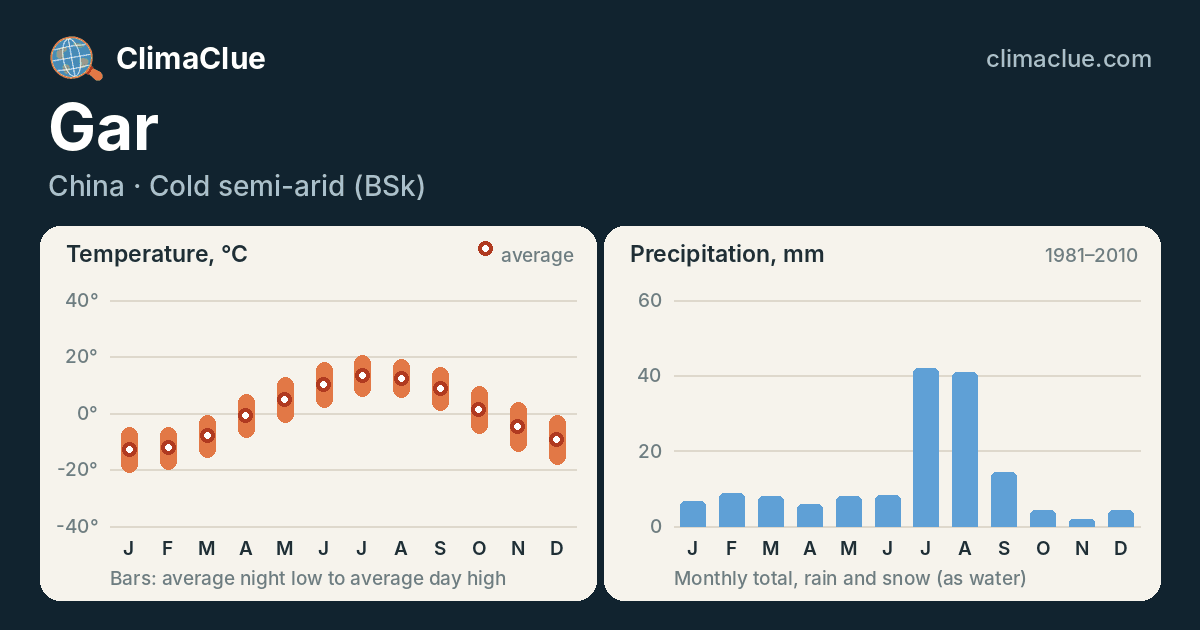 ClimaClue
climaclue.com
Gar
China · Cold semi-arid (BSk)
Temperature, °C
average
40°
20°
0°
-20°
-40°
J F M A M J J A S O N D
Bars: average night low to average day high
Precipitation, mm
1981–2010
60
40
20
0
J F M A M J J A S O N D
Monthly total, rain and snow (as water)